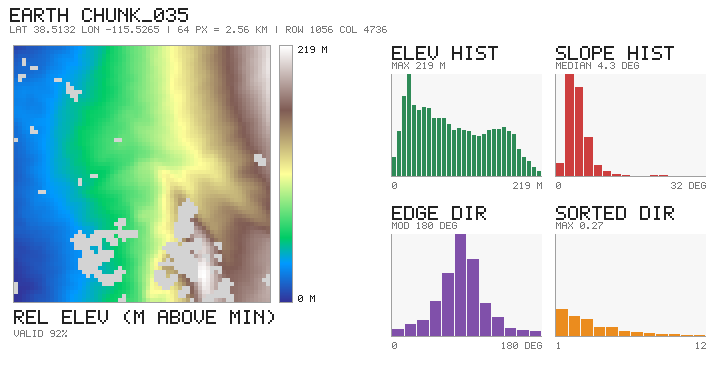 EARTH CHUNK_035
LAT 38.5132 LON -115.5265 | 64 PX = 2.56 KM | ROW 1056 COL 4736
219 M
0 M
REL ELEV (M ABOVE MIN)
VALID 92%
ELEV HIST
MAX 219 M
0 219 M
SLOPE HIST
MEDIAN 4.3 DEG
0 32 DEG
EDGE DIR
MOD 180 DEG
0 180 DEG
SORTED DIR
MAX 0.27
1 12